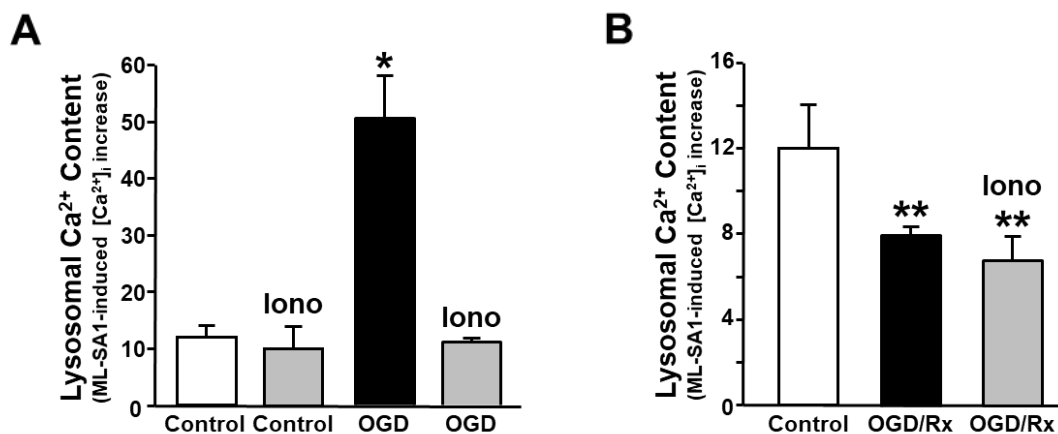 A
Lysosomal Ca²⁺ Content
(ML-SA1-induced [Ca²⁺]ᵢ increase)
60
50
40
30
20
10
0
*
Iono
Iono
Control Control OGD OGD
B
Lysosomal Ca²⁺ Content
(ML-SA1-induced [Ca²⁺]ᵢ increase)
16
12
8
4
0
**
Iono
**
Control OGD/Rx OGD/Rx